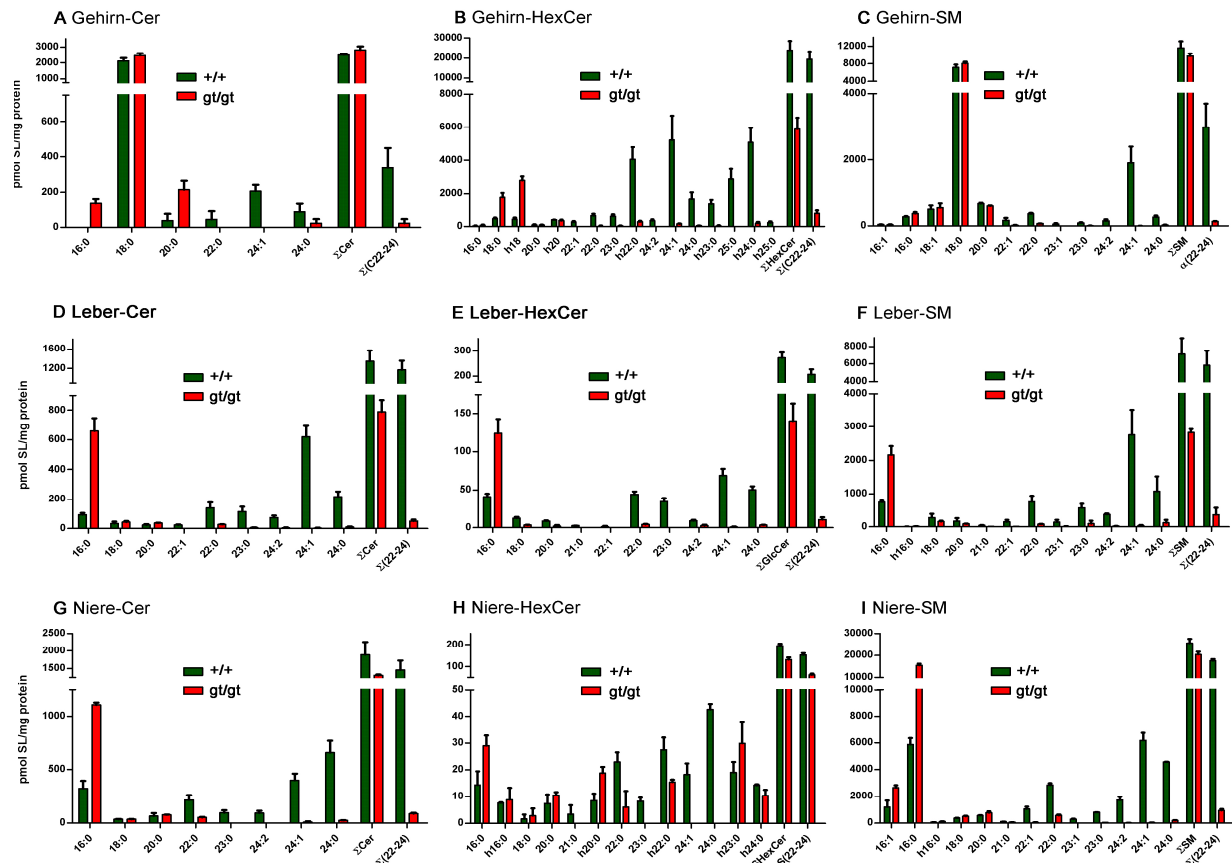 A Gehirn-Cer
pmol SL/mg protein
3000
2000
1000
600
400
200
0
+/+
gt/gt
16:0 18:0 20:0 22:0 24:1 24:0 ΣCer Σ(C22-24)
B Gehirn-HexCer
30000
20000
10000
8000
6000
4000
2000
0
+/+
gt/gt
16:0 18:0 h18 20:0 h20 22:1 22:0 23:0 h22:0 24:2 24:1 24:0 h23:0 25:0 h24:0 h25:0 ΣHexCer Σ(C22-24)
C Gehirn-SM
12000
8000
4000
4000
2000
0
+/+
gt/gt
16:1 16:0 18:1 18:0 20:0 22:1 22:0 23:1 23:0 24:2 24:1 24:0 ΣSM α(22-24)
D Leber-Cer
pmol SL/mg protein
1600
1200
800
800
600
400
200
0
+/+
gt/gt
16:0 18:0 20:0 22:1 22:0 23:0 24:2 24:1 24:0 ΣCer Σ(22-24)
E Leber-HexCer
300
200
150
100
50
0
+/+
gt/gt
16:0 18:0 20:0 21:0 22:1 22:0 23:0 24:2 24:1 24:0 ΣGlcCer Σ(22-24)
F Leber-SM
8000
6000
4000
4000
3000
2000
1000
0
+/+
gt/gt
16:0 h16:0 18:0 20:0 21:0 22:1 22:0 23:1 23:0 24:2 24:1 24:0 ΣSM Σ(22-24)
G Niere-Cer
pmol SL/mg protein
2500
1500
1000
500
0
+/+
gt/gt
16:0 18:0 20:0 22:0 23:0 24:2 24:1 24:0 ΣCer Σ(22-24)
H Niere-HexCer
200
100
50
40
30
20
10
0
+/+
gt/gt
16:0 h16:0 18:0 20:0 21:0 h20:0 22:0 23:0 h22:0 24:1 24:0 h23:0 h24:0 HexCer S(22-24)
I Niere-SM
30000
20000
10000
10000
8000
6000
4000
2000
0
+/+
gt/gt
16:1 16:0 18:0 20:0 21:0 22:1 22:0 23:1 23:0 24:2 24:1 24:0 ΣSM Σ(22-24)